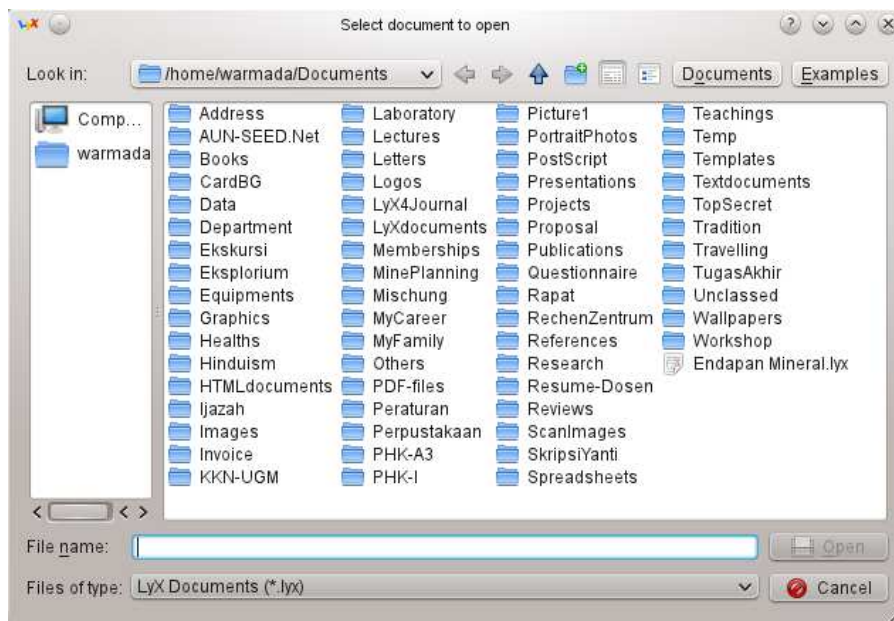 LyX
Select document to open
?
Look in:
/home/warmada/Documents
Documents
Examples
Comp...
warmada
Address
AUN-SEED.Net
Books
CardBG
Data
Department
Ekskursi
Eksplorium
Equipments
Graphics
Healths
Hinduism
HTMLdocuments
Ijazah
Images
Invoice
KKN-UGM
Laboratory
Lectures
Letters
Logos
LyX4Journal
LyXdocuments
Memberships
MinePlanning
Mischung
MyCareer
MyFamily
Others
PDF-files
Peraturan
Perpustakaan
PHK-A3
PHK-I
Picture1
PortraitPhotos
PostScript
Presentations
Projects
Proposal
Publications
Questionnaire
Rapat
RechenZentrum
References
Research
Resume-Dosen
Reviews
ScanImages
SkripsiYanti
Spreadsheets
Teachings
Temp
Templates
Textdocuments
TopSecret
Tradition
Travelling
TugasAkhir
Unclassed
Wallpapers
Workshop
Endapan Mineral.lyx
File name:
Open
Files of type:
LyX Documents (*.lyx)
Cancel